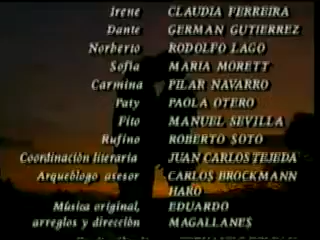 Irene CLAUDIA FERREIRA
Dante GERMAN GUTIERREZ
Norberto RODOLFO LAGO
Sofia MARIA MORETT
Carmina PILAR NAVARRO
Paty PAOLA OTERO
Pito MANUEL SEVILLA
Rufino ROBERTO SOTO
Coordinación literaria JUAN CARLOS TEJEDA
Arqueólogo asesor CARLOS BROCKMANN
HARO
Música original, EDUARDO
arreglos y dirección MAGALLANES